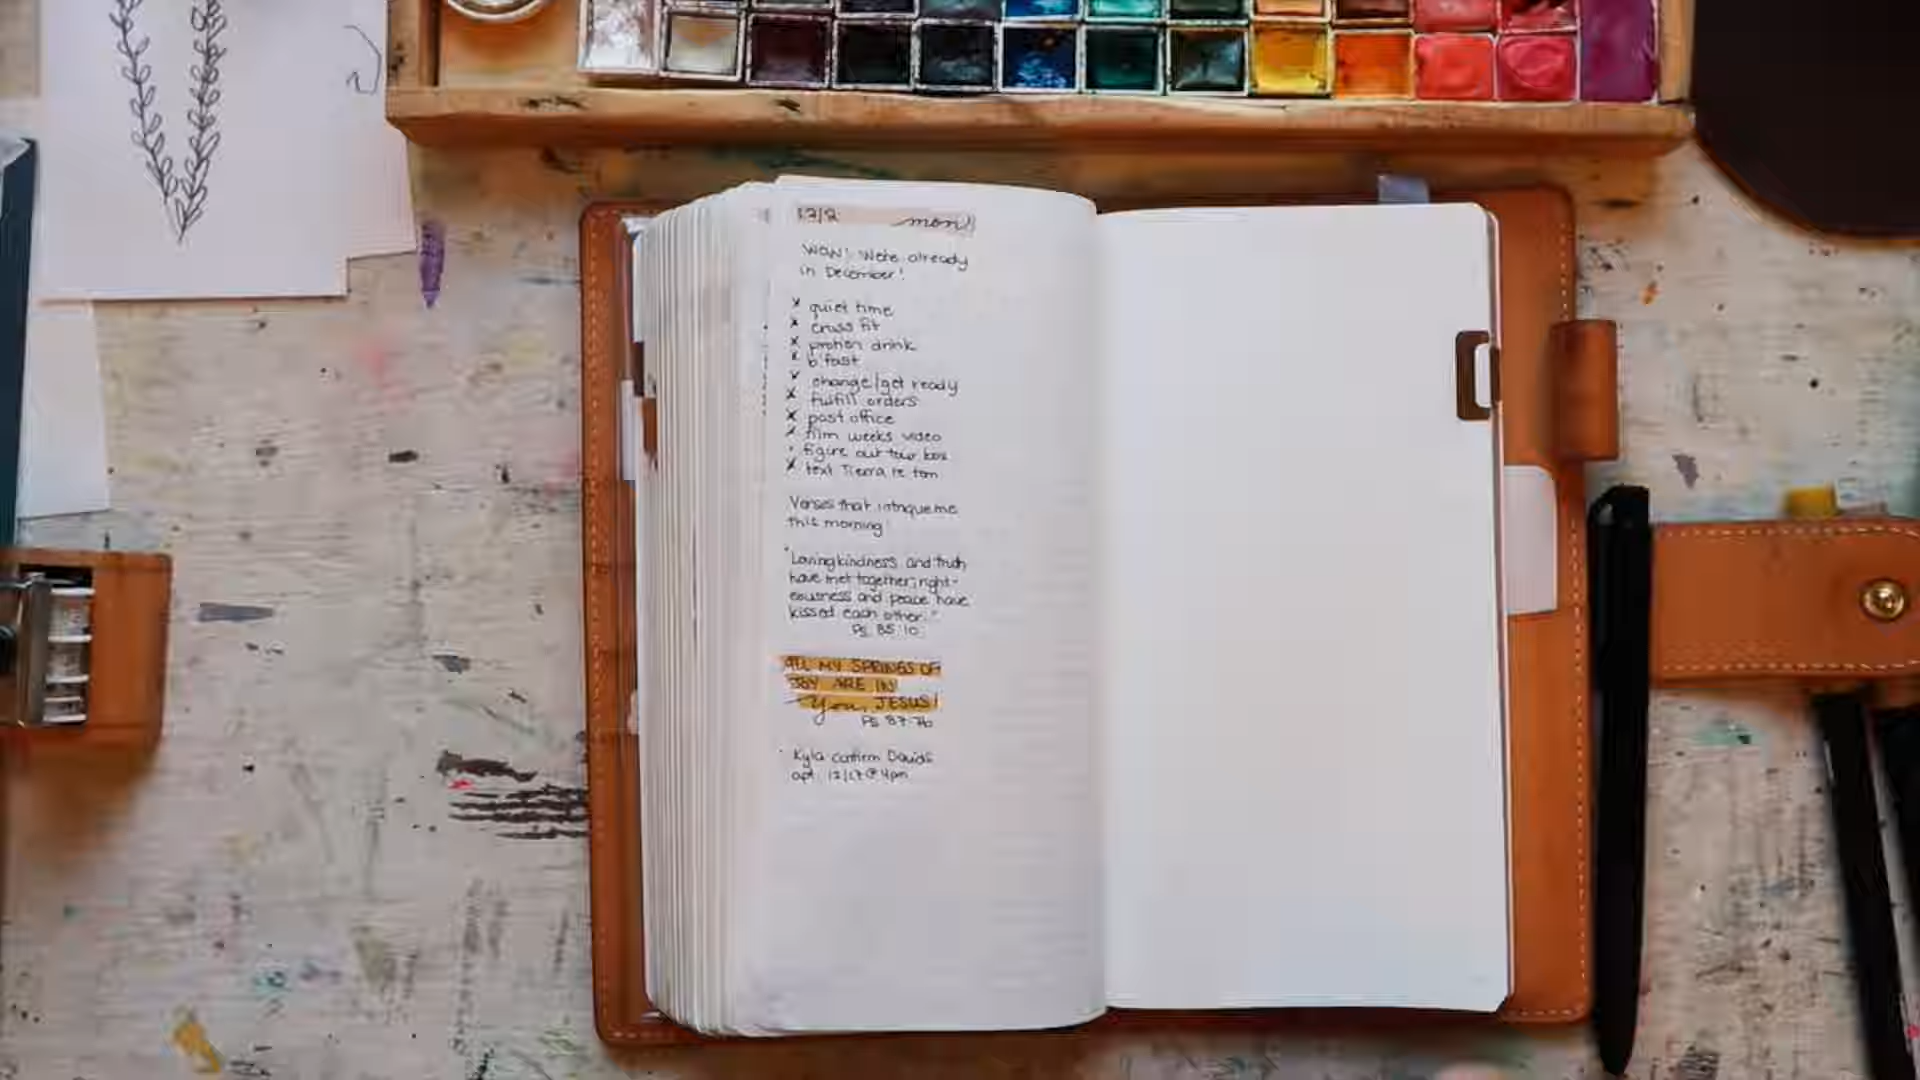 12/2 mon!
WOW! We're already
in December!
x quiet time
x cross fit
x protien drink
x b'fast
x change/get ready
x fulfill orders
x post office
x film weeks video
• figure out tour box
x text Tierra re tom
Verses that intrigue me
this morning:
"Lovingkindness and truth
have met together; right-
eousness and peace have
kissed each other."
Ps. 85:10
ALL MY SPRINGS OF
JOY ARE IN
You, JESUS!
Ps 87:7b
• Kyla confirm Davids
apt. 12/17 @ 4pm